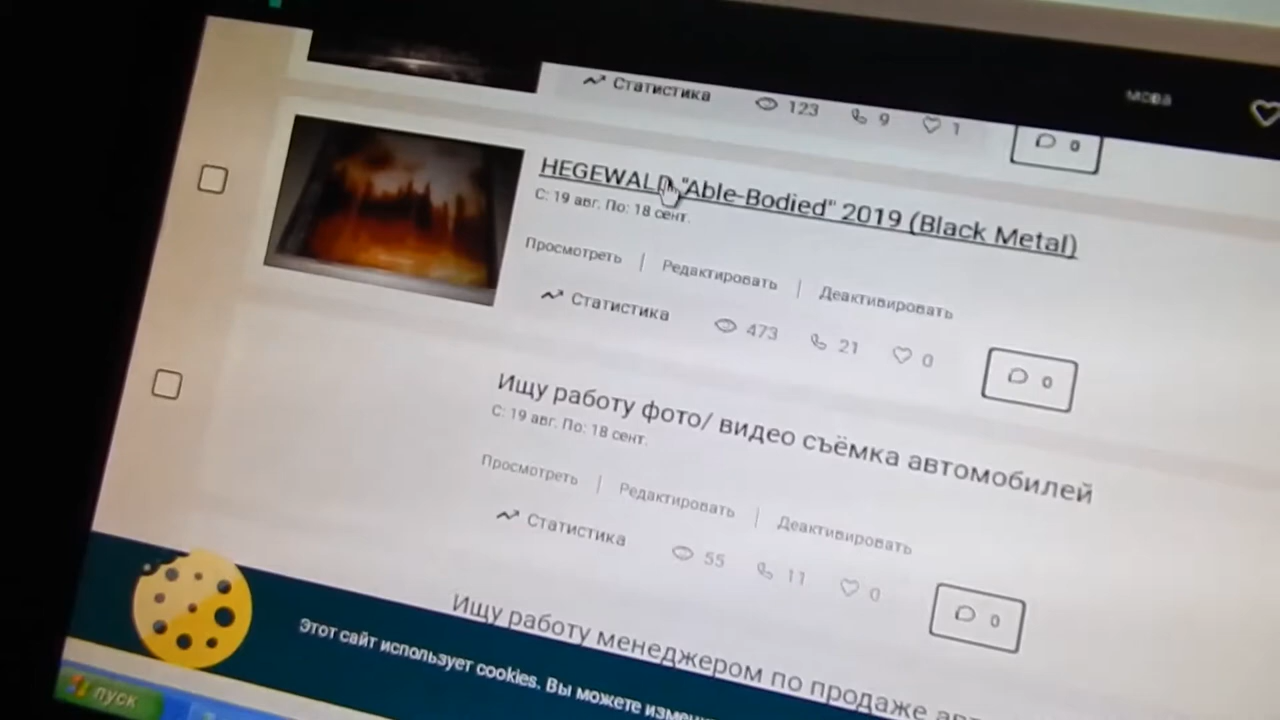 мова
Статистика 123 9 1 0
HEGEWALD "Able-Bodied" 2019 (Black Metal)
С: 19 авг. По: 18 сент.
Просмотреть | Редактировать | Деактивировать
Статистика 473 21 0 0
Ищу работу фото/ видео съёмка автомобилей
С: 19 авг. По: 18 сент.
Просмотреть | Редактировать | Деактивировать
Статистика 55 11 0 0
Ищу работу менеджером по продаже
Этот сайт использует cookies. Вы можете
пуск